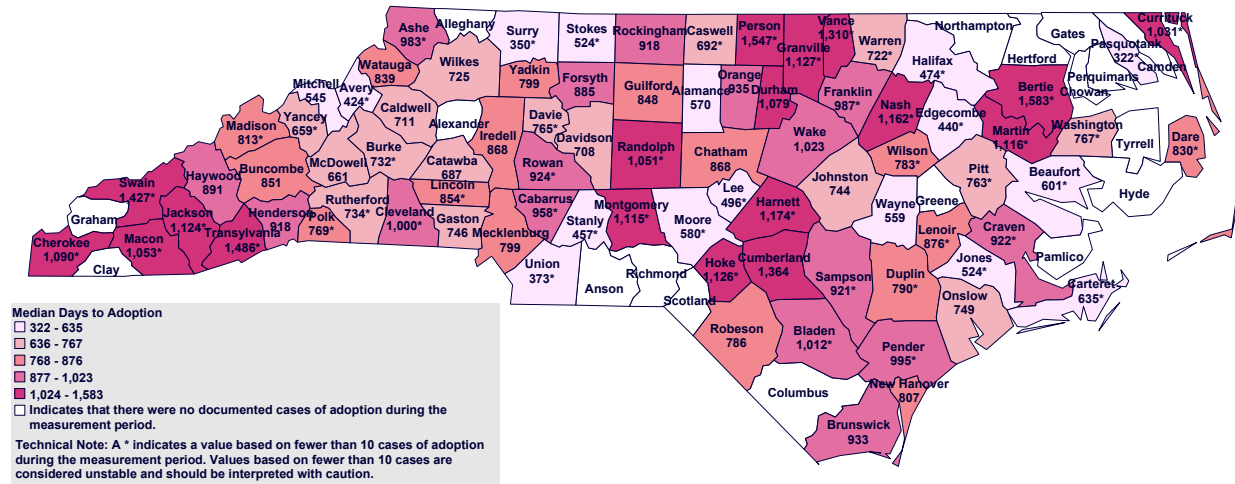 Ashe
983*
Alleghany
Surry
350*
Stokes
524*
Rockingham
918
Caswell
692*
Person
1,547*
Granville
1,127*
Vance
1,310*
Warren
722*
Northampton
Gates
Currituck
1,031*
Pasquotank
322*
Camden
Hertford
Perquimans
Chowan
Halifax
474*
Bertie
1,583*
Watauga
839
Wilkes
725
Yadkin
799
Forsyth
885
Guilford
848
Alamance
570
Orange
935
Durham
1,079
Franklin
987*
Nash
1,162*
Edgecombe
440*
Martin
1,116*
Washington
767*
Tyrrell
Dare
830*
Mitchell
545
Avery
424*
Caldwell
711
Alexander
Iredell
868
Davie
765*
Davidson
708
Randolph
1,051*
Chatham
868
Wake
1,023
Wilson
783*
Pitt
763*
Beaufort
601*
Hyde
Madison
813*
Yancey
659*
McDowell
661
Burke
732*
Catawba
687
Rowan
924*
Johnston
744
Greene
Swain
1,427*
Haywood
891
Buncombe
851
Rutherford
734*
Lincoln
854*
Cabarrus
958*
Stanly
457*
Montgomery
1,115*
Moore
580*
Lee
496*
Harnett
1,174*
Wayne
559
Lenoir
876*
Craven
922*
Pamlico
Graham
Jackson
1,124*
Henderson
918
Transylvania
1,486*
Polk
769*
Cleveland
1,000*
Gaston
746
Mecklenburg
799
Cherokee
1,090*
Macon
1,053*
Clay
Union
373*
Anson
Richmond
Scotland
Hoke
1,126*
Cumberland
1,364
Sampson
921*
Duplin
790*
Jones
524*
Carteret
635*
Onslow
749
Robeson
786
Bladen
1,012*
Pender
995*
Columbus
New Hanover
807
Brunswick
933
Median Days to Adoption
322 - 635
636 - 767
768 - 876
877 - 1,023
1,024 - 1,583
Indicates that there were no documented cases of adoption during the
measurement period.
Technical Note: A * indicates a value based on fewer than 10 cases of adoption
during the measurement period. Values based on fewer than 10 cases are
considered unstable and should be interpreted with caution.